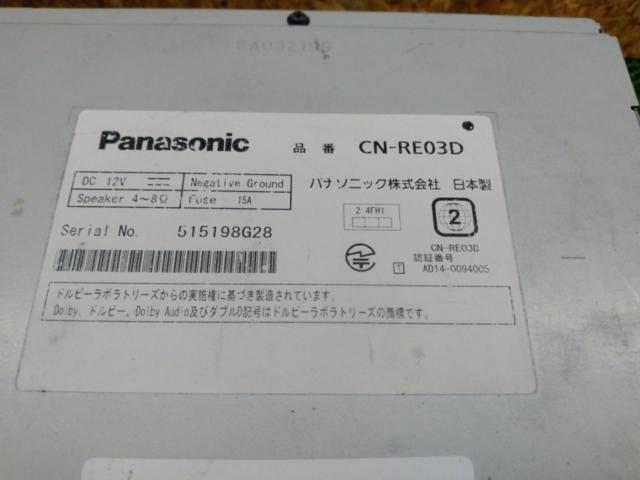 BA032196
Panasonic 品番 CN-RE03D
DC 12V Negative Ground
Speaker 4~8Ω Fuse 15A
パナソニック株式会社 日本製
Serial No. 515198G28
2.4FH1
2
CN-RE03D
認証番号
AD14-0094005
1
ドルビーラボラトリーズからの実施権に基づき製造されています。
Dolby、ドルビー、Dolby Audio及びダブルD記号はドルビーラボラトリーズの商標です。